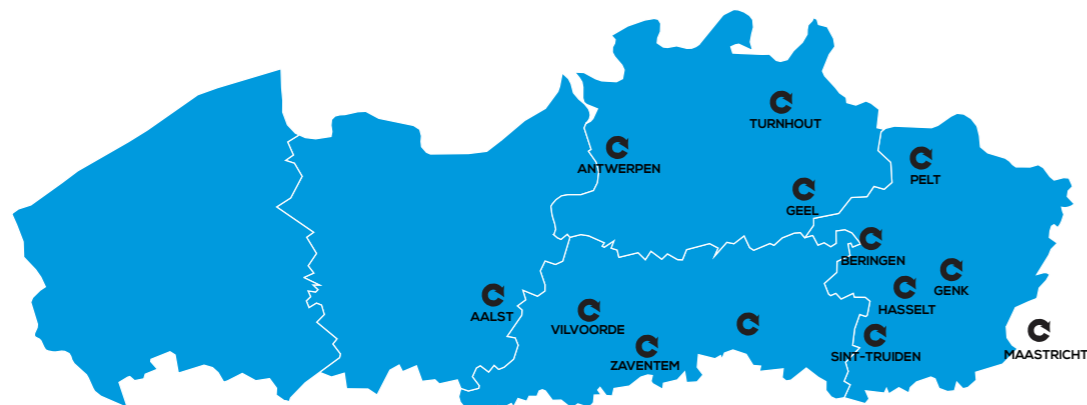 TURNHOUT
ANTWERPEN
PELT
GEEL
BERINGEN
GENK
HASSELT
AALST
VILVOORDE
SINT-TRUIDEN
MAASTRICHT
ZAVENTEM